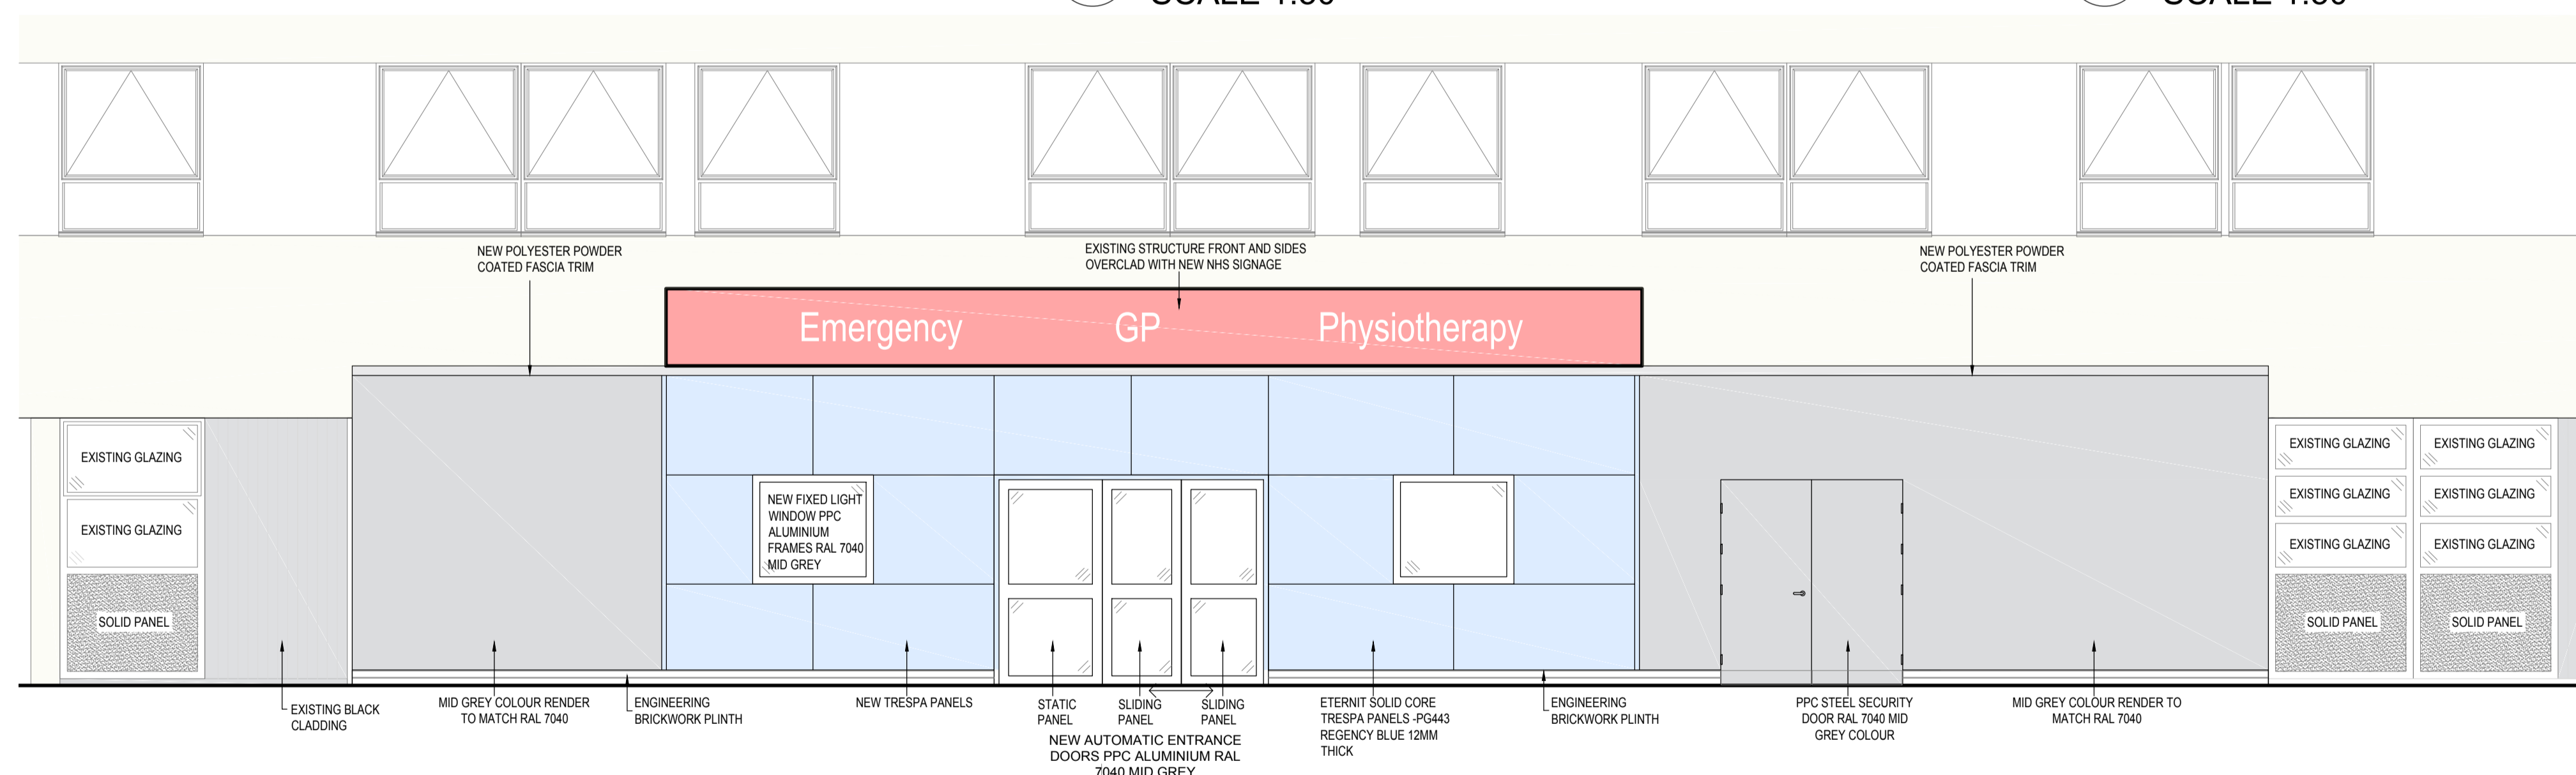 SCALE 1:50
SCALE 1:50
NEW POLYESTER POWDER
COATED FASCIA TRIM
EXISTING STRUCTURE FRONT AND SIDES
OVERCLAD WITH NEW NHS SIGNAGE
NEW POLYESTER POWDER
COATED FASCIA TRIM
Emergency GP Physiotherapy
EXISTING GLAZING
EXISTING GLAZING
SOLID PANEL
NEW FIXED LIGHT
WINDOW PPC
ALUMINIUM
FRAMES RAL 7040
MID GREY
EXISTING GLAZING
EXISTING GLAZING
EXISTING GLAZING
EXISTING GLAZING
EXISTING GLAZING
EXISTING GLAZING
SOLID PANEL
SOLID PANEL
EXISTING BLACK
CLADDING
MID GREY COLOUR RENDER
TO MATCH RAL 7040
ENGINEERING
BRICKWORK PLINTH
NEW TRESPA PANELS
STATIC
PANEL
SLIDING
PANEL
SLIDING
PANEL
NEW AUTOMATIC ENTRANCE
DOORS PPC ALUMINIUM RAL
7040 MID GREY
ETERNIT SOLID CORE
TRESPA PANELS -PG443
REGENCY BLUE 12MM
THICK
ENGINEERING
BRICKWORK PLINTH
PPC STEEL SECURITY
DOOR RAL 7040 MID
GREY COLOUR
MID GREY COLOUR RENDER TO
MATCH RAL 7040